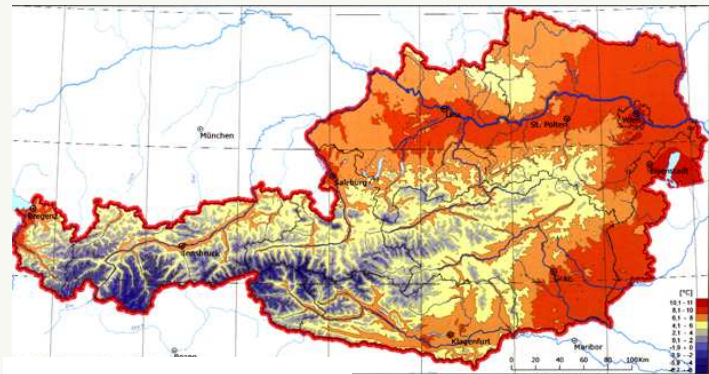 Linz
St. Pölten
Wien
München
Salzburg
Eisenstadt
Bregenz
Innsbruck
Graz
[°C]
10,1 - 11
8,1 - 10
6,1 - 8
4,1 - 6
2,1 - 4
0,1 - 2
-1,9 - 0
Klagenfurt
Maribor
0 20 40 60 80 100 Km